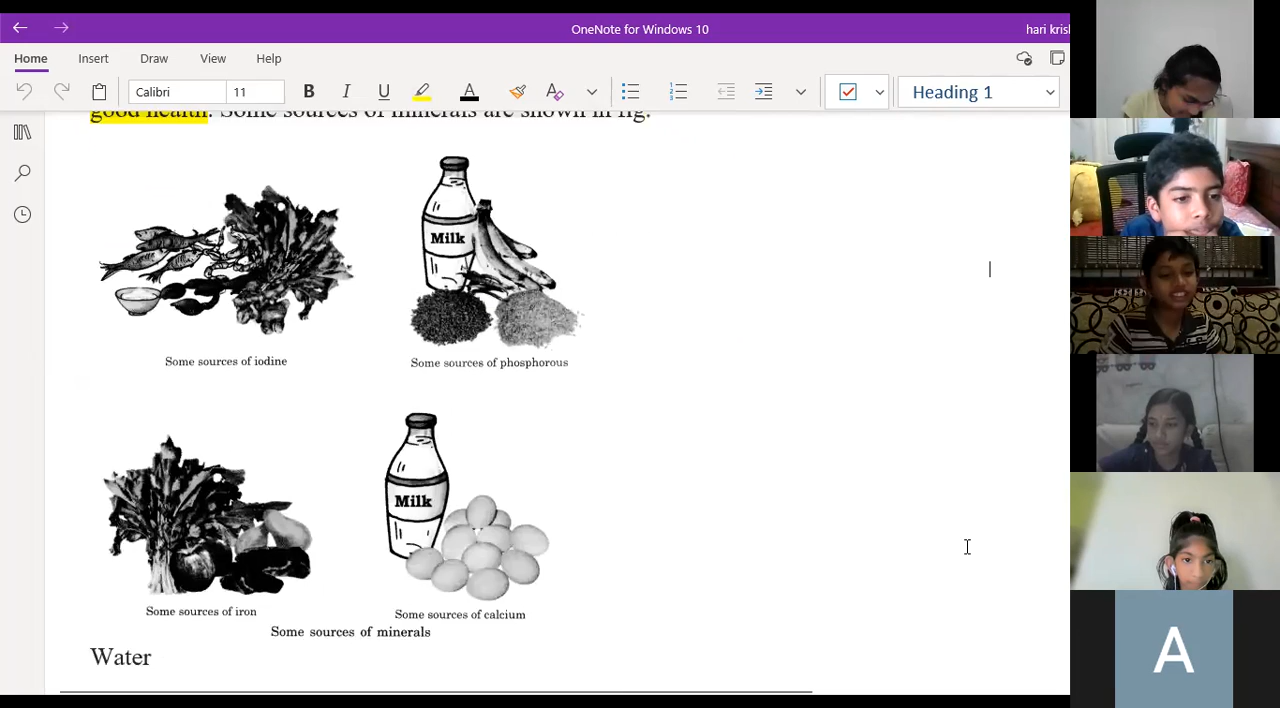 OneNote for Windows 10
hari krish
Home Insert Draw View Help
Calibri 11 B I U A A Heading 1
good health. Some sources of minerals are shown in fig.
Milk
Some sources of iodine
Some sources of phosphorous
Milk
Some sources of iron
Some sources of calcium
Some sources of minerals
Water
A